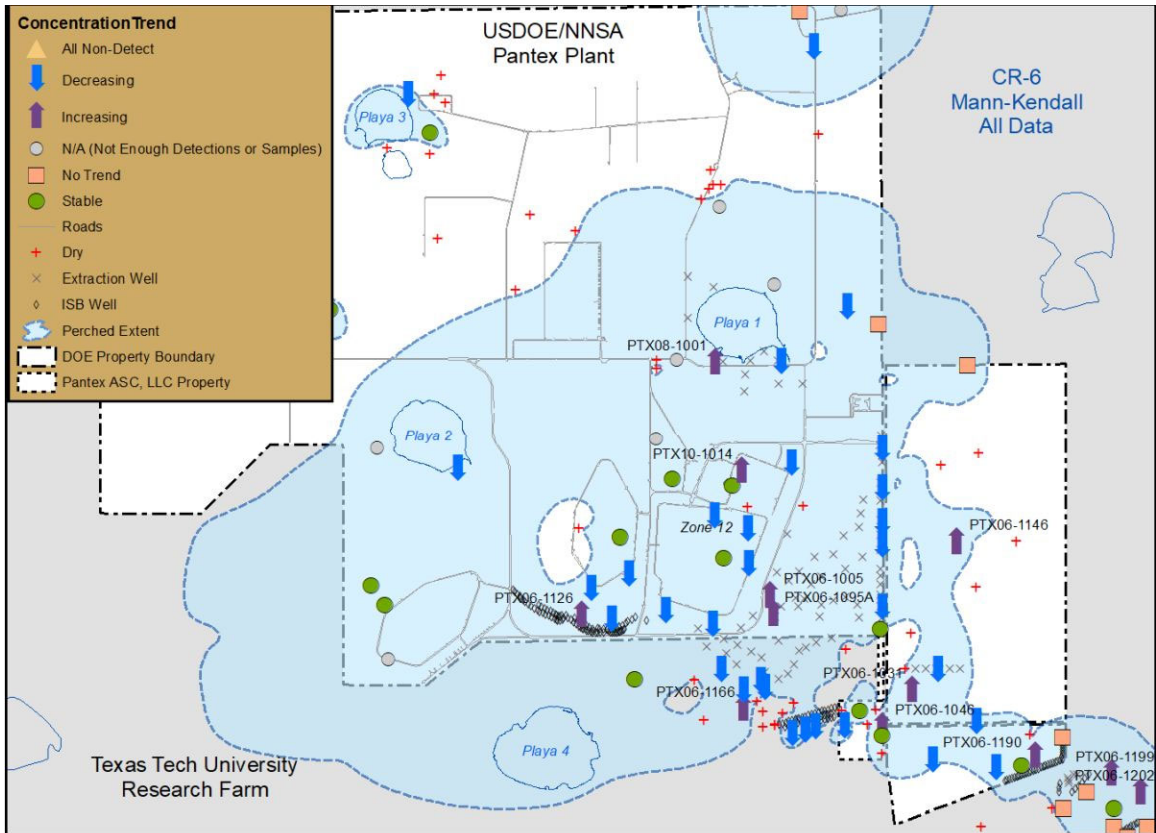 ConcentrationTrend
All Non-Detect
Decreasing
Increasing
N/A (Not Enough Detections or Samples)
No Trend
Stable
Roads
Dry
Extraction Well
ISB Well
Perched Extent
DOE Property Boundary
Pantex ASC, LLC Property
USDOE/NNSA
Pantex Plant
CR-6
Mann-Kendall
All Data
Playa 3
Playa 1
PTX08-1001
Playa 2
PTX10-1014
Zone 12
PTX06-1146
PTX06-1005
PTX06-1095A
PTX06-1126
PTX06-1031
PTX06-1166
PTX06-1046
Playa 4
PTX06-1190
PTX06-1199
PTX06-1202
Texas Tech University
Research Farm